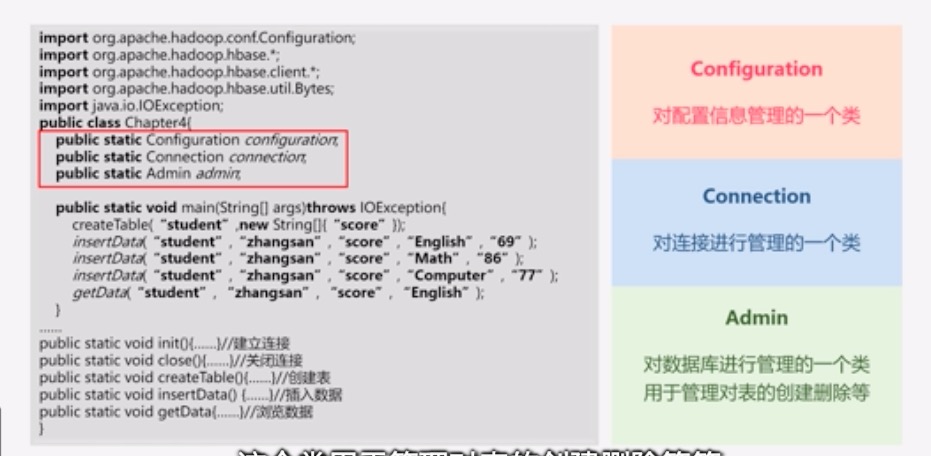 import org.apache.hadoop.conf.Configuration;
import org.apache.hadoop.hbase.*;
import org.apache.hadoop.hbase.client.*;
import org.apache.hadoop.hbase.util.Bytes;
import java.io.IOException;
public class Chapter4{
public static Configuration configuration;
public static Connection connection;
public static Admin admin;
public static void main(String[] args)throws IOException{
createTable( “student” ,new String[]{ “score” });
insertData( “student” , “zhangsan” , “score” , “English” , “69” );
insertData( “student” , “zhangsan” , “score” , “Math” , “86” );
insertData( “student” , “zhangsan” , “score” , “Computer” , “77” );
getData( “student” , “zhangsan” , “score” , “English” );
}
......
public static void init(){......}//建立连接
public static void close(){......}//关闭连接
public static void createTable(){......}//创建表
public static void insertData() {......}//插入数据
public static void getData{......}//浏览数据
}
Configuration
对配置信息管理的一个类
Connection
对连接进行管理的一个类
Admin
对数据库进行管理的一个类
用于管理对表的创建删除等